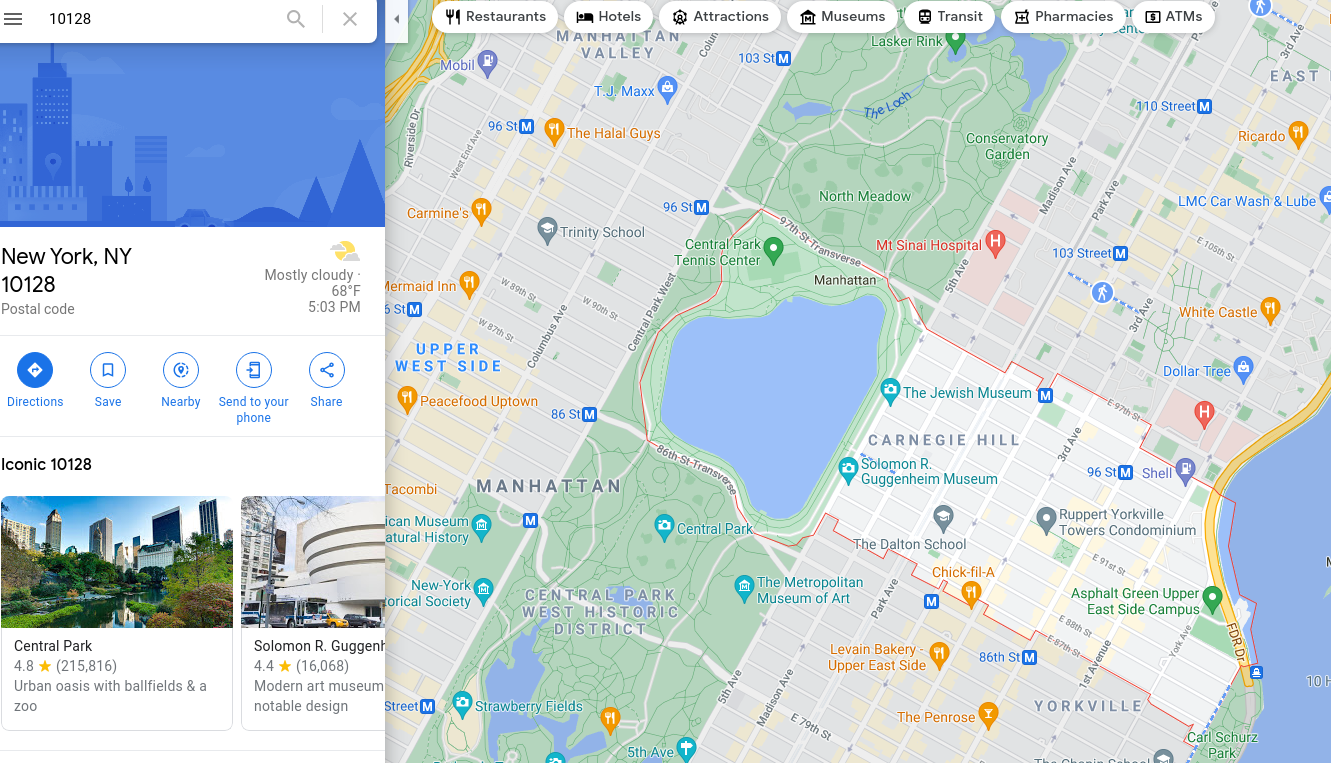 10128
Restaurants
Hotels
Attractions
Museums
Transit
Pharmacies
ATMs
New York, NY
10128
Postal code
Mostly cloudy ·
68°F
5:03 PM
Directions
Save
Nearby
Send to your
phone
Share
Iconic 10128
Central Park
4.8 ★ (215,816)
Urban oasis with ballfields & a
zoo
Solomon R. Guggenh
4.4 ★ (16,068)
Modern art museum
notable design
MANHATTAN
VALLEY
Lasker Rink
103 St
Mobil
T.J. Maxx
The Loch
EAST
110 Street
96 St
The Halal Guys
Riverside Dr
West End Ave
Conservatory
Garden
Ricardo
Madison Ave
Park Ave
3rd Ave
North Meadow
LMC Car Wash & Lube
Carmine's
96 St
Trinity School
97th St Transverse
Central Park
Tennis Center
Mt Sinai Hospital
E 105th St
103 Street
Manhattan
5th Ave
Mermaid Inn
6 St
W 90th St
W 87th St
Columbus Ave
Central Park West
3rd Ave
White Castle
UPPER
WEST SIDE
Dollar Tree
The Jewish Museum
Peacefood Uptown
86 St
E 97th St
CARNEGIE HILL
3rd Ave
86th St Transverse
Solomon R.
Guggenheim Museum
96 St
Shell
MANHATTAN
Tacombi
ican Museum
atural History
Central Park
Ruppert Yorkville
Towers Condominium
The Dalton School
E 91st St
Chick-fil-A
New-York
orical Society
The Metropolitan
Museum of Art
Park Ave
Asphalt Green Upper
East Side Campus
CENTRAL PARK
WEST HISTORIC
DISTRICT
E 88th St
York Ave
FDR Dr
Levain Bakery -
Upper East Side
86th St
1st Avenue
5th Ave
Madison Ave
10 H
Street
Strawberry Fields
The Penrose
YORKVILLE
E 79th St
Carl Schurz
Park
5th Ave
The Chapin School